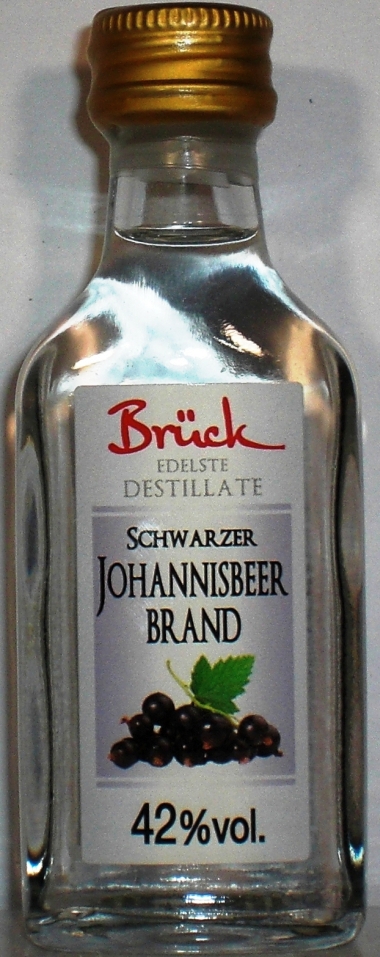 Brück
EDELSTE
DESTILLATE
SCHWARZER
JOHANNISBEER
BRAND
42%vol.